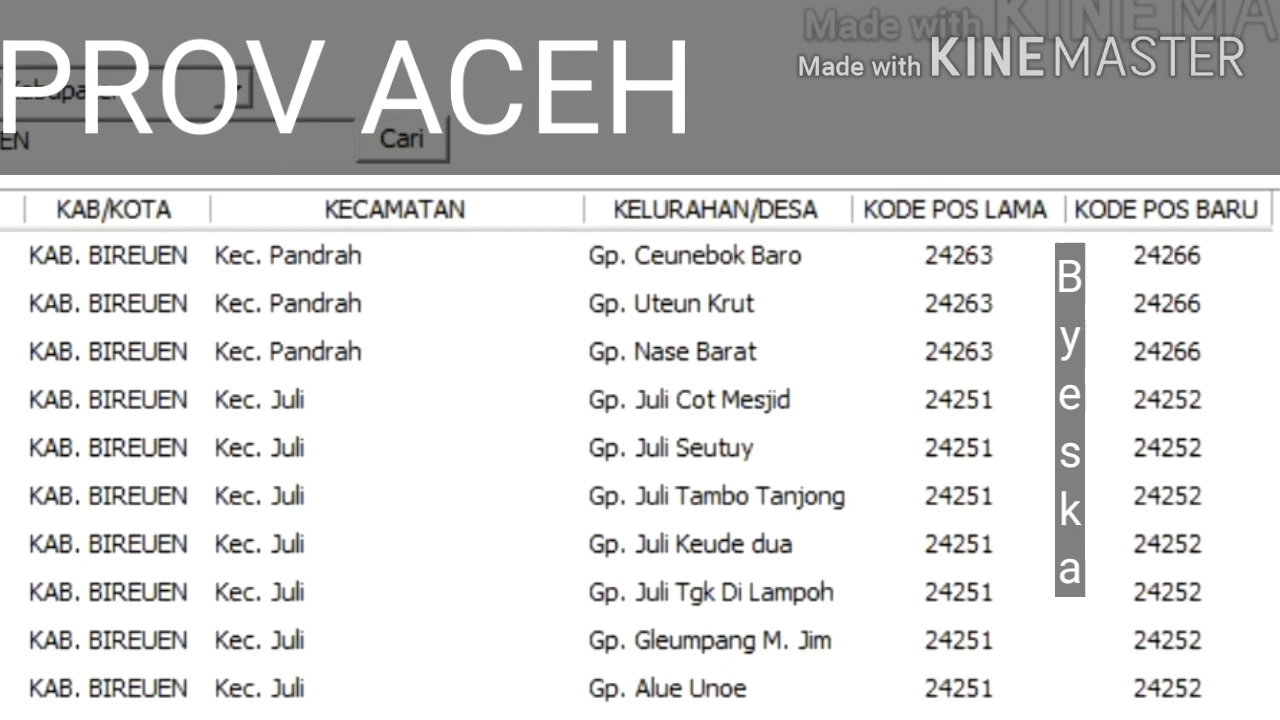 Made with KINEMA
Made with KINEMASTER
PROV ACEH
EN
Cari
KAB/KOTA KECAMATAN KELURAHAN/DESA KODE POS LAMA KODE POS BARU
KAB. BIREUEN Kec. Pandrah Gp. Ceunebok Baro 24263 24266
KAB. BIREUEN Kec. Pandrah Gp. Uteun Krut 24263 24266
KAB. BIREUEN Kec. Pandrah Gp. Nase Barat 24263 24266
KAB. BIREUEN Kec. Juli Gp. Juli Cot Mesjid 24251 24252
KAB. BIREUEN Kec. Juli Gp. Juli Seutuy 24251 24252
KAB. BIREUEN Kec. Juli Gp. Juli Tambo Tanjong 24251 24252
KAB. BIREUEN Kec. Juli Gp. Juli Keude dua 24251 24252
KAB. BIREUEN Kec. Juli Gp. Juli Tgk Di Lampoh 24251 24252
KAB. BIREUEN Kec. Juli Gp. Gleumpang M. Jim 24251 24252
KAB. BIREUEN Kec. Juli Gp. Alue Unoe 24251 24252
Byeska